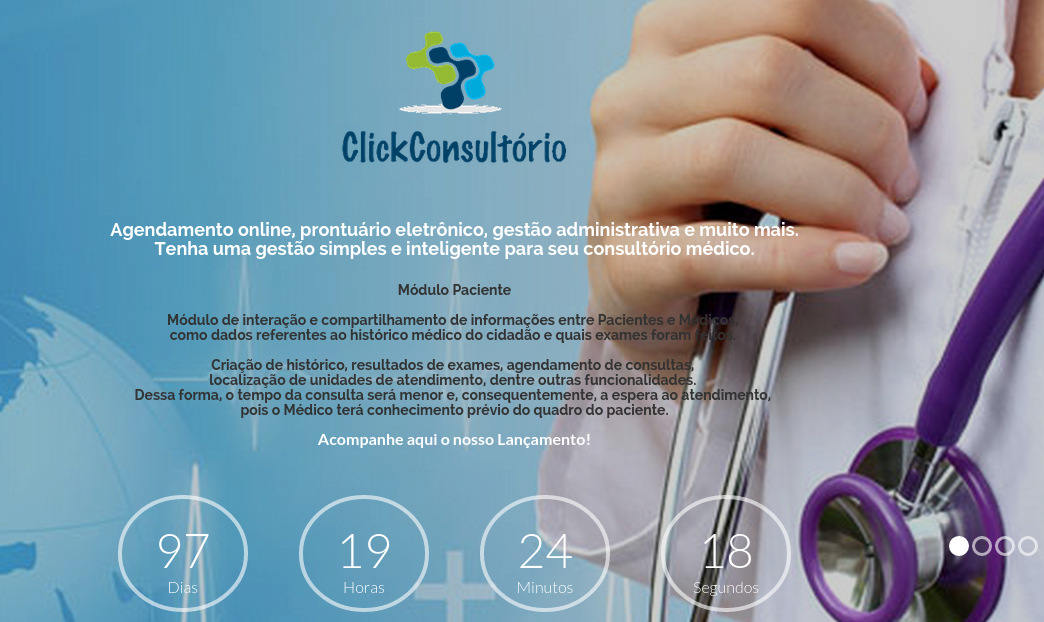 ClickConsultório
Agendamento online, prontuário eletrônico, gestão administrativa e muito mais.
Tenha uma gestão simples e inteligente para seu consultório médico.
Módulo Paciente
Módulo de interação e compartilhamento de informações entre Pacientes e Médicos,
como dados referentes ao histórico médico do cidadão e quais exames foram feitos.
Criação de histórico, resultados de exames, agendamento de consultas,
localização de unidades de atendimento, dentre outras funcionalidades.
Dessa forma, o tempo da consulta será menor e, consequentemente, a espera ao atendimento,
pois o Médico terá conhecimento prévio do quadro do paciente.
Acompanhe aqui o nosso Lançamento!
97 19 24 18
Dias Horas Minutos Segundos